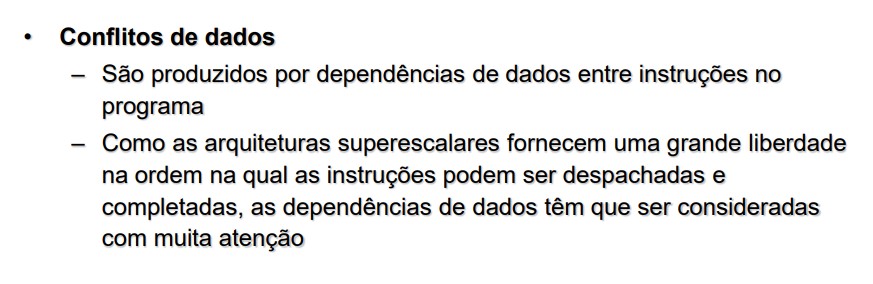 • Conflitos de dados
– São produzidos por dependências de dados entre instruções no
programa
– Como as arquiteturas superescalares fornecem uma grande liberdade
na ordem na qual as instruções podem ser despachadas e
completadas, as dependências de dados têm que ser consideradas
com muita atenção